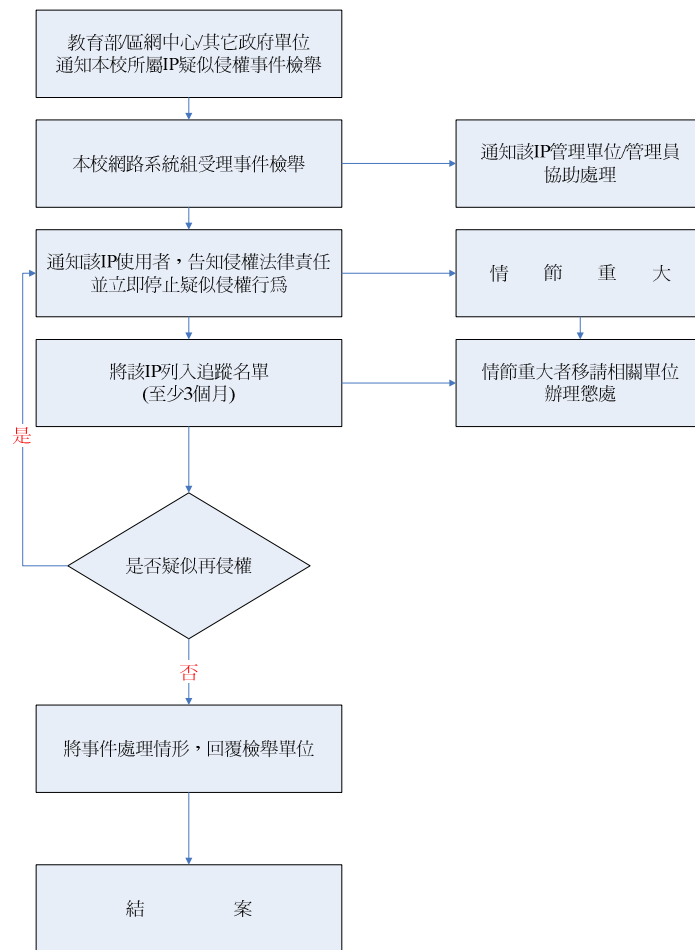 教育部/區網中心/其它政府單位
通知本校所屬IP疑似侵權事件檢舉
本校網路系統組受理事件檢舉
通知該IP管理單位/管理員
協助處理
通知該IP使用者，告知侵權法律責任
並立即停止疑似侵權行為
情 節 重 大
將該IP列入追蹤名單
(至少3個月)
情節重大者移請相關單位
辦理懲處
是
是否疑似再侵權
否
將事件處理情形，回覆檢舉單位
結 案